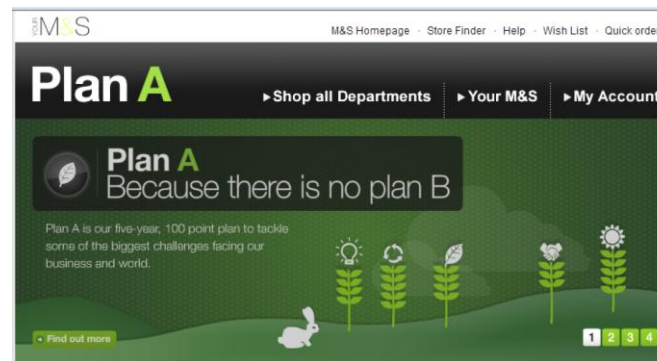 YOUR M&S
M&S Homepage · Store Finder · Help · Wish List · Quick order
Plan A
▸Shop all Departments ▸Your M&S ▸My Account
Plan A
Because there is no plan B
Plan A is our five-year, 100 point plan to tackle
some of the biggest challenges facing our
business and world.
Find out more
1 2 3 4